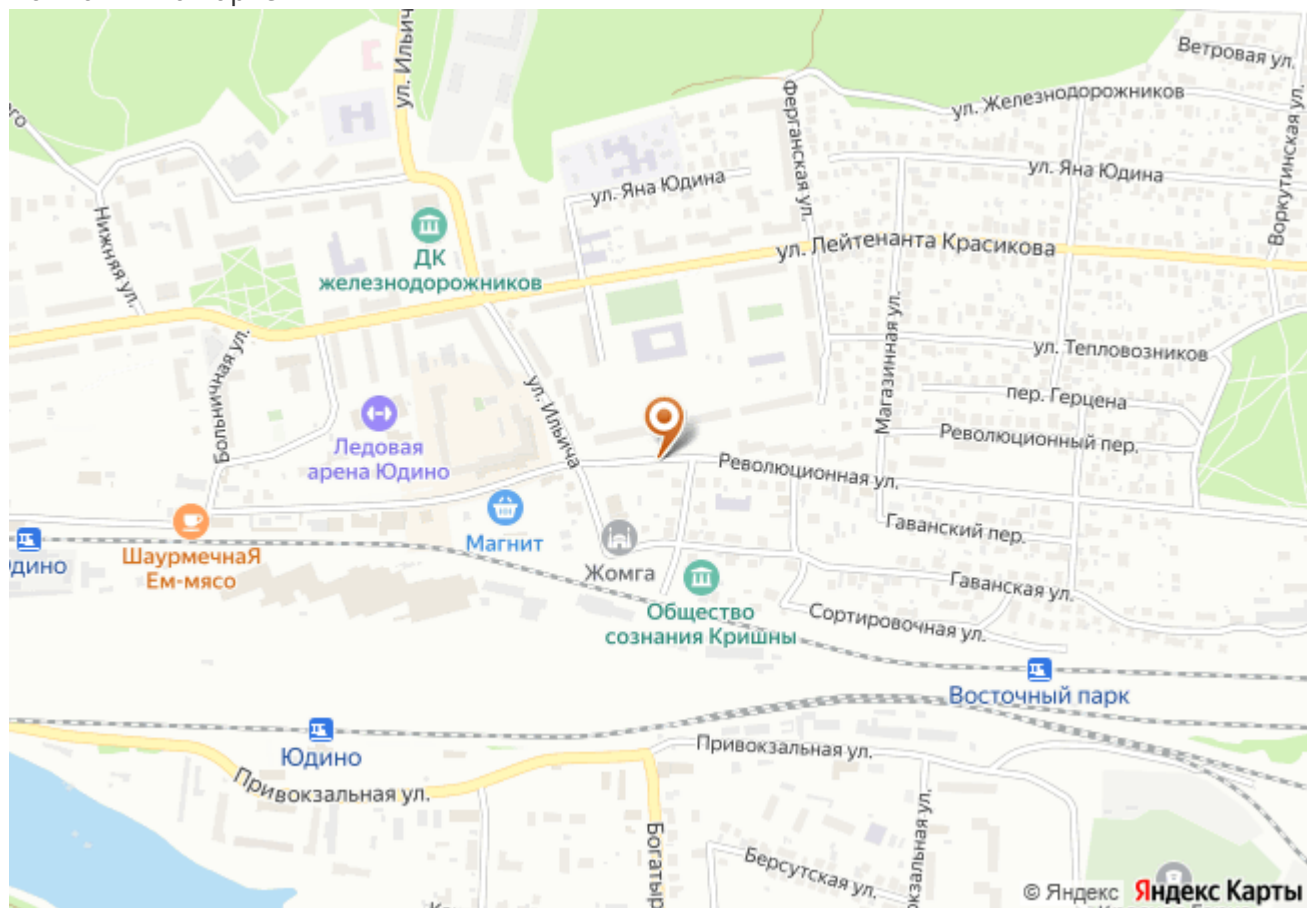 Ветровая ул.
ул. Железнодорожников
ул. Ильича
Ферганская ул.
ул. Яна Юдина
Воркутинская ул.
ул. Яна Юдина
Нижняя ул.
ДК
железнодорожников
ул. Лейтенанта Красикова
Магазинная ул.
ул. Тепловозников
Больничная ул.
ул. Ильича
пер. Герцена
Ледовая
арена Юдино
Революционный пер.
Революционная ул.
Магнит
Гаванский пер.
ШаурмечнаЯ
Ем-мясо
Жомга
Гаванская ул.
Общество
сознания Кришны
Сортировочная ул.
Восточный парк
Юдино
Привокзальная ул.
Привокзальная ул.
Берсутская ул.
© Яндекс Яндекс Карты